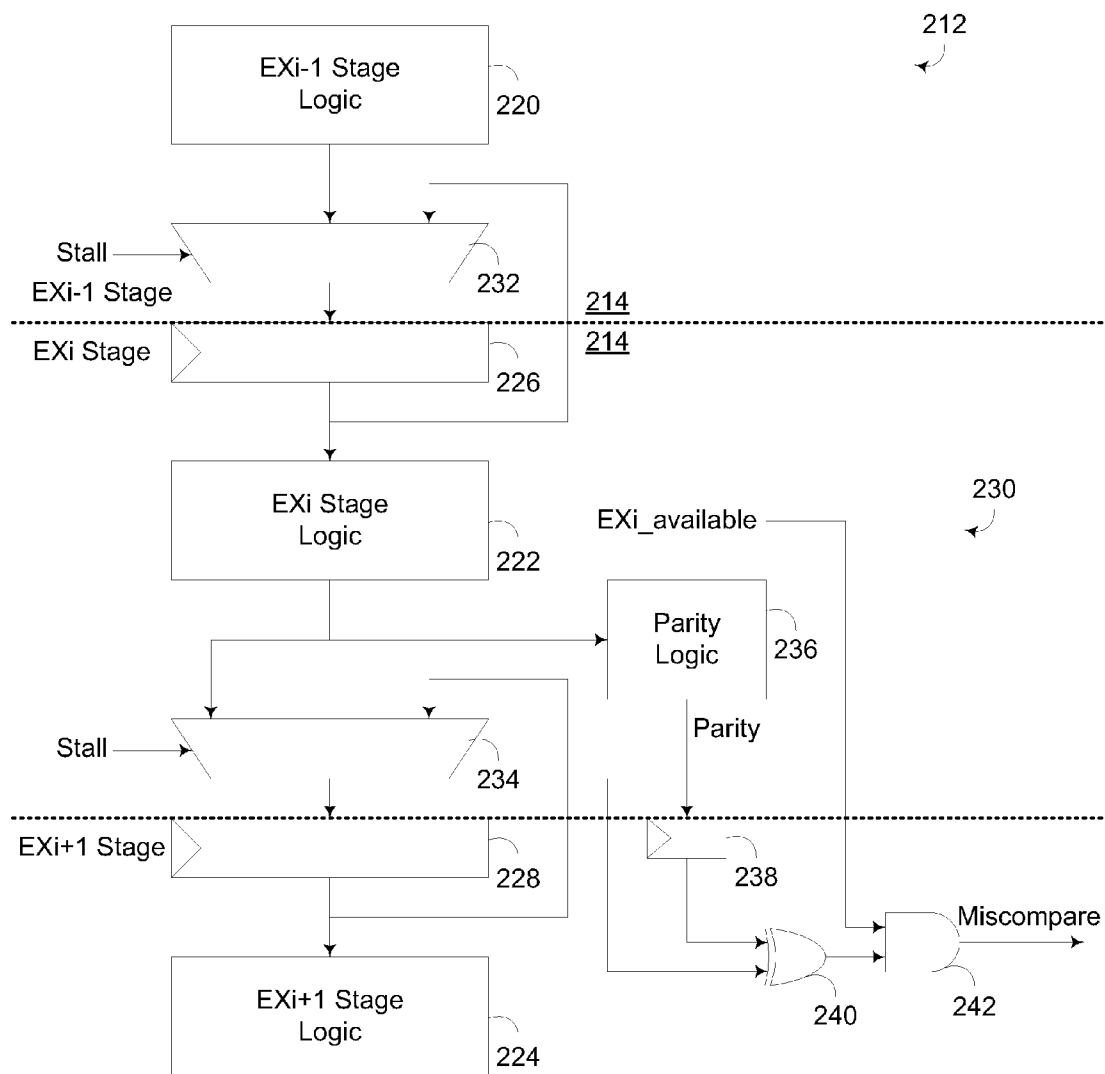 212
EXi-1 Stage
Logic
220
Stall
232
EXi-1 Stage
214
214
EXi Stage
226
EXi Stage
Logic
222
230
EXi_available
Parity
Logic
236
Stall
234
Parity
EXi+1 Stage
228
238
Miscompare
240
242
EXi+1 Stage
Logic
224